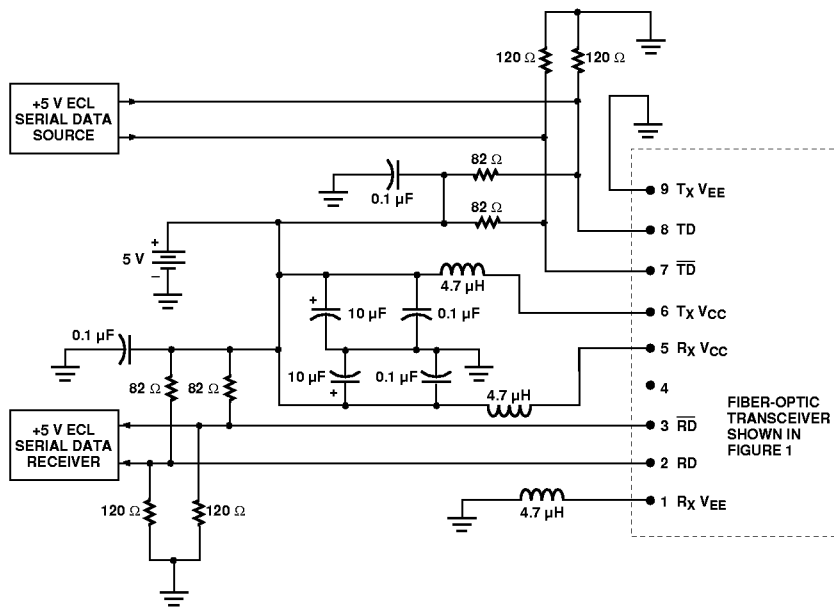 120 Ω
120 Ω
+5 V ECL
SERIAL DATA
SOURCE
82 Ω
0.1 µF
82 Ω
9 TX VEE
8 TD
+
5 V
–
7 TD
4.7 µH
6 TX VCC
+
10 µF
0.1 µF
0.1 µF
5 RX VCC
82 Ω
82 Ω
10 µF
+
0.1 µF
4.7 µH
4
FIBER-OPTIC
TRANSCEIVER
SHOWN IN
FIGURE 1
+5 V ECL
SERIAL DATA
RECEIVER
3 RD
2 RD
1 RX VEE
120 Ω
120 Ω
4.7 µH